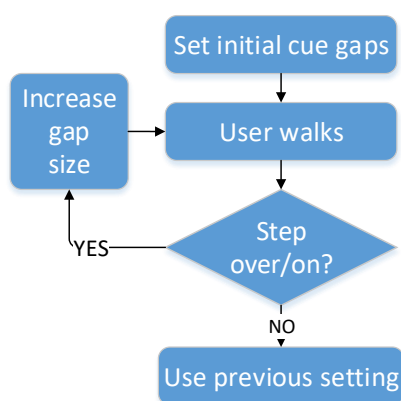 Set initial cue gaps
Increase
gap
size
User walks
Step
over/on?
YES
NO
Use previous setting